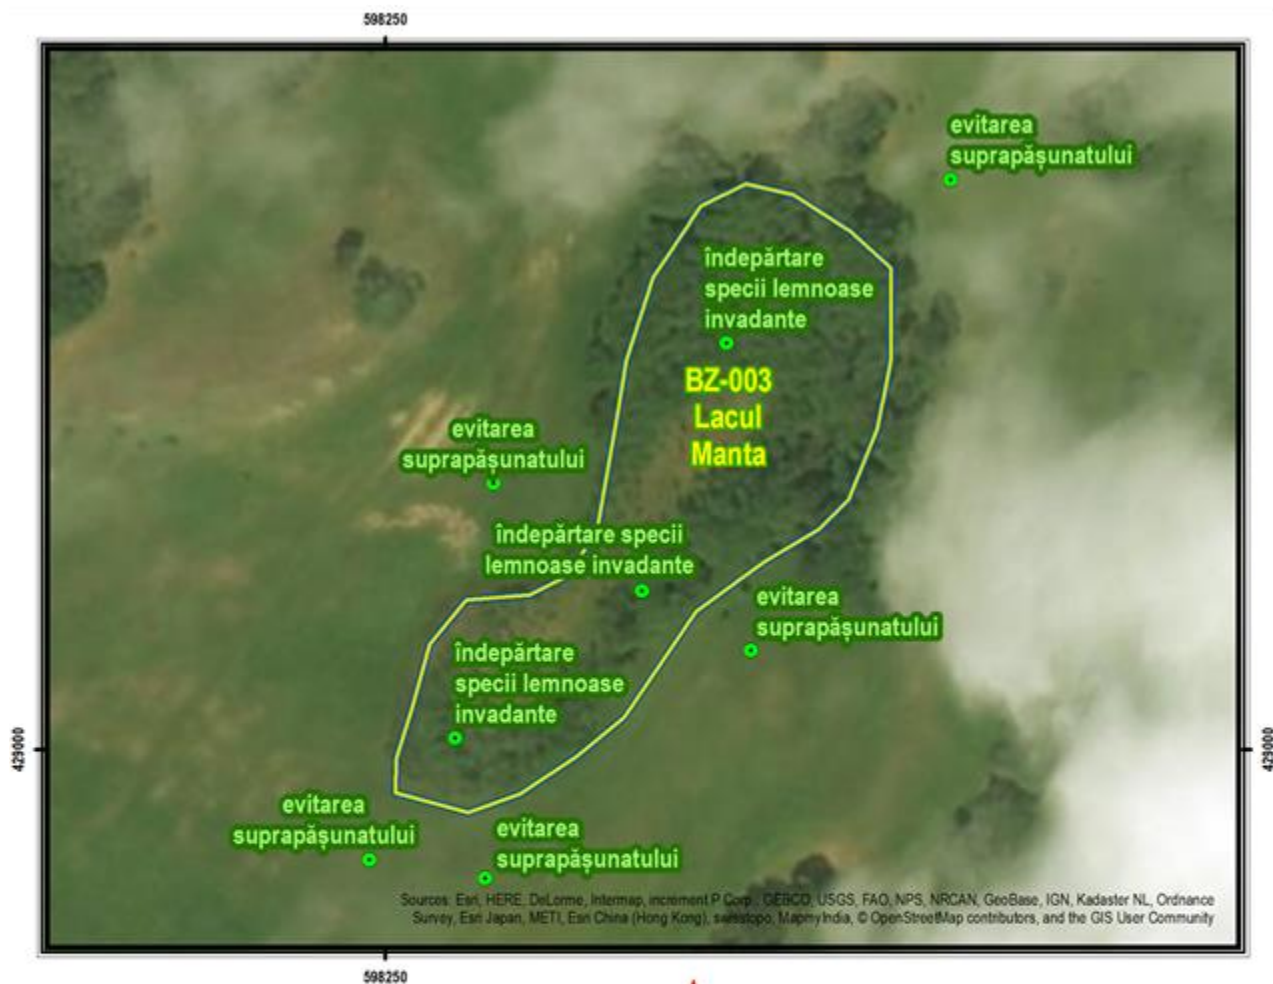 598250
evitarea
suprapășunatului
îndepărtare
specii lemnoase
invadante
BZ-003
Lacul
Manta
evitarea
suprapășunatului
îndepărtare specii
lemnoase invadante
evitarea
suprapășunatului
îndepărtare
specii lemnoase
invadante
429000
429000
evitarea
suprapășunatului
evitarea
suprapășunatului
Sources: Esri, HERE, DeLorme, Intermap, increment P Corp., GEBCO, USGS, FAO, NPS, NRCAN, GeoBase, IGN, Kadaster NL, Ordnance
Survey, Esri Japan, METI, Esri China (Hong Kong), swisstopo, MapmyIndia, © OpenStreetMap contributors, and the GIS User Community
598250